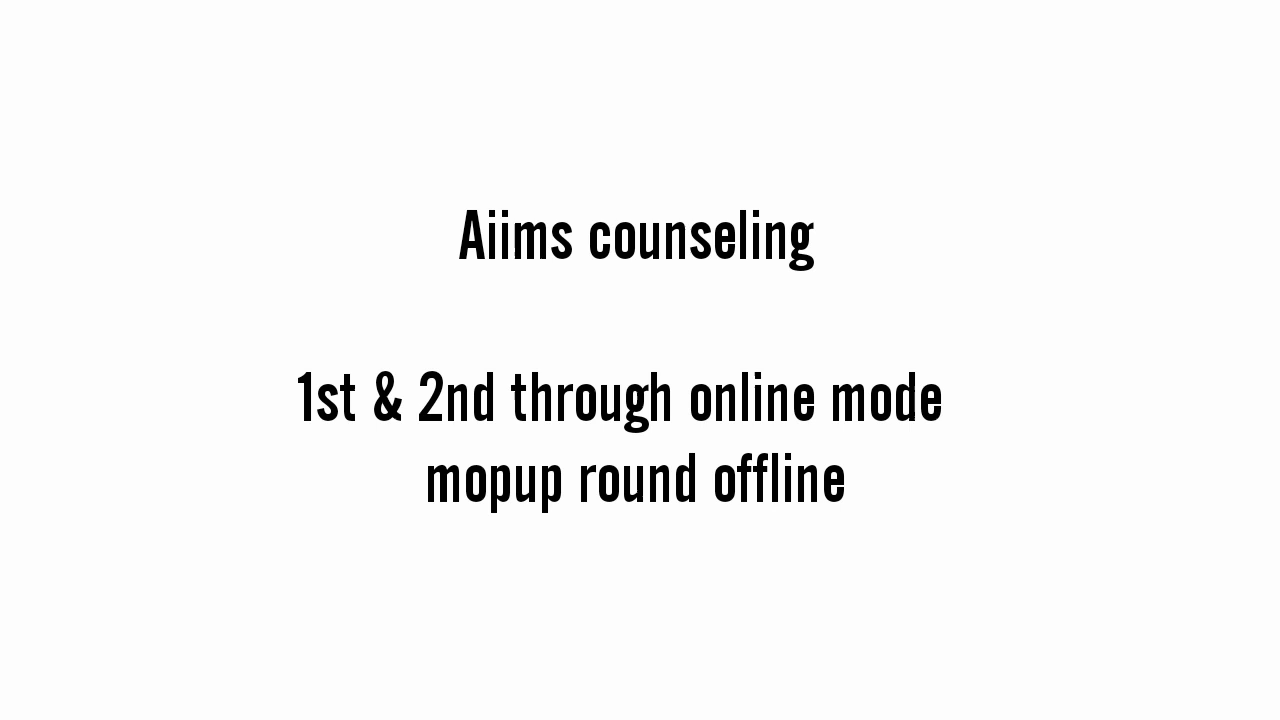 Aiims counseling
1st & 2nd through online mode
mopup round offline